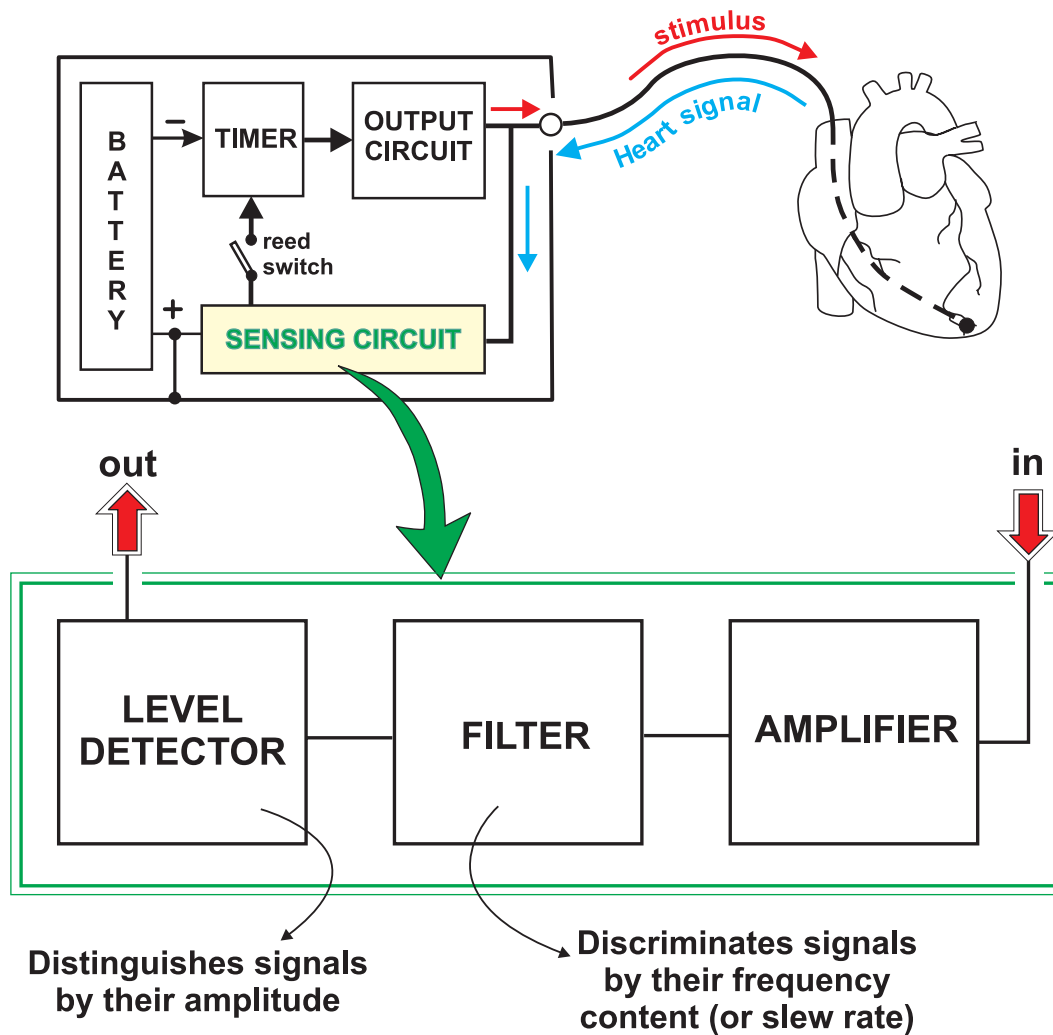 stimulus
Heart signal
BATTERY
−
+
TIMER
OUTPUT
CIRCUIT
reed
switch
SENSING CIRCUIT
out
in
LEVEL
DETECTOR
FILTER
AMPLIFIER
Distinguishes signals
by their amplitude
Discriminates signals
by their frequency
content (or slew rate)